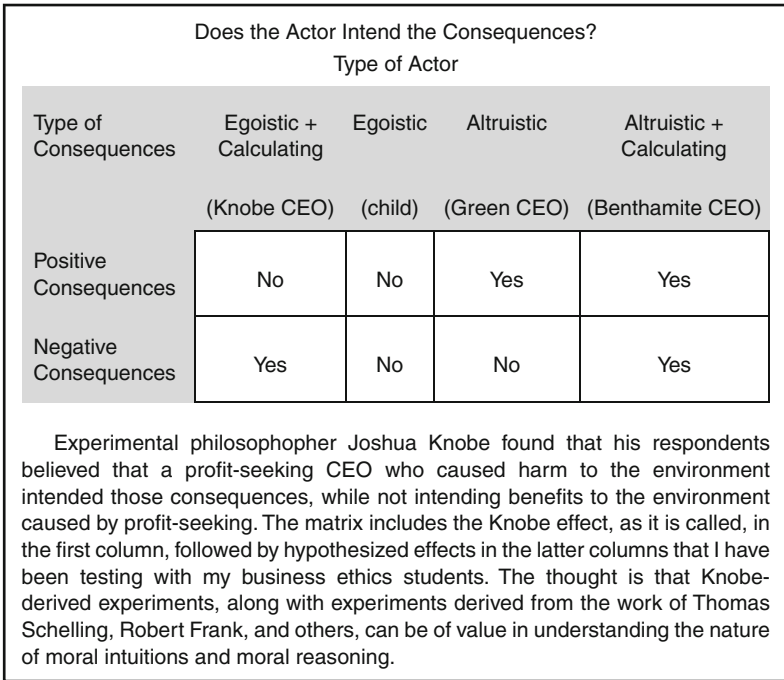 Does the Actor Intend the Consequences?
Type of Actor
Type of Consequences Egoistic + Calculating Egoistic Altruistic Altruistic + Calculating
(Knobe CEO) (child) (Green CEO) (Benthamite CEO)
Positive Consequences No No Yes Yes
Negative Consequences Yes No No Yes
Experimental philosophopher Joshua Knobe found that his respondents
believed that a profit-seeking CEO who caused harm to the environment
intended those consequences, while not intending benefits to the environment
caused by profit-seeking. The matrix includes the Knobe effect, as it is called, in
the first column, followed by hypothesized effects in the latter columns that I have
been testing with my business ethics students. The thought is that Knobe-
derived experiments, along with experiments derived from the work of Thomas
Schelling, Robert Frank, and others, can be of value in understanding the nature
of moral intuitions and moral reasoning.